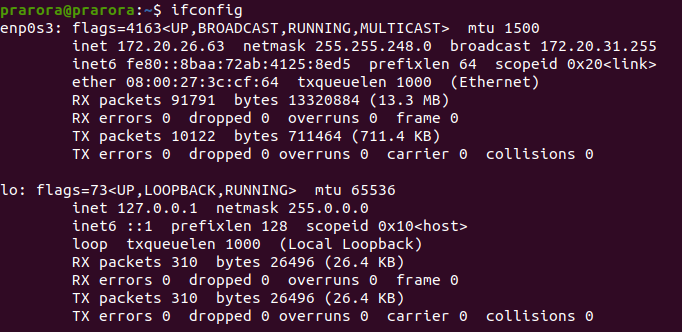 prarora@prarora:~$ ifconfig
enp0s3: flags=4163<UP,BROADCAST,RUNNING,MULTICAST>  mtu 1500
        inet 172.20.26.63  netmask 255.255.248.0  broadcast 172.20.31.255
        inet6 fe80::8baa:72ab:4125:8ed5  prefixlen 64  scopeid 0x20<link>
        ether 08:00:27:3c:cf:64  txqueuelen 1000  (Ethernet)
        RX packets 91791  bytes 13320884 (13.3 MB)
        RX errors 0  dropped 0  overruns 0  frame 0
        TX packets 10122  bytes 711464 (711.4 KB)
        TX errors 0  dropped 0 overruns 0  carrier 0  collisions 0

lo: flags=73<UP,LOOPBACK,RUNNING>  mtu 65536
        inet 127.0.0.1  netmask 255.0.0.0
        inet6 ::1  prefixlen 128  scopeid 0x10<host>
        loop  txqueuelen 1000  (Local Loopback)
        RX packets 310  bytes 26496 (26.4 KB)
        RX errors 0  dropped 0  overruns 0  frame 0
        TX packets 310  bytes 26496 (26.4 KB)
        TX errors 0  dropped 0 overruns 0  carrier 0  collisions 0